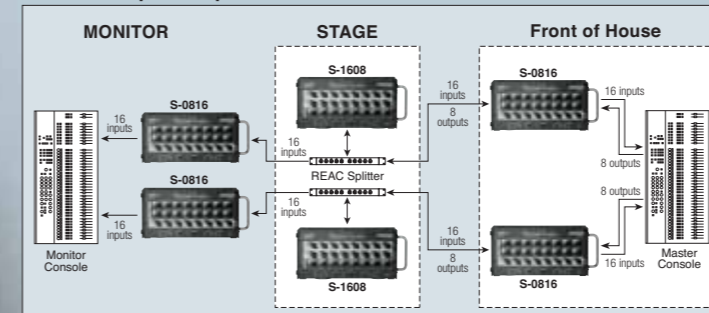 MONITOR
STAGE
Front of House
S-1608
S-0816
S-0816
16
inputs
16
inputs
REAC Splitter
16
inputs
8
outputs
16 inputs
8 outputs
S-0816
16
inputs
16
inputs
16
inputs
8
outputs
8 outputs
16 inputs
Monitor
Console
S-1608
S-0816
Master
Console